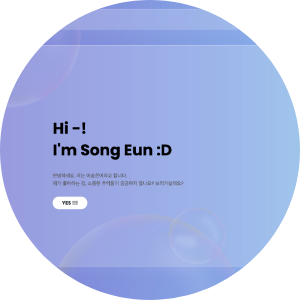 Hi ~!
I'm Song Eun :D
안녕하세요. 저는 이송은이라고 합니다.
제가 좋아하는 것, 소중한 추억들이 궁금하지 않나요? 보러가실래요?
YES !!!